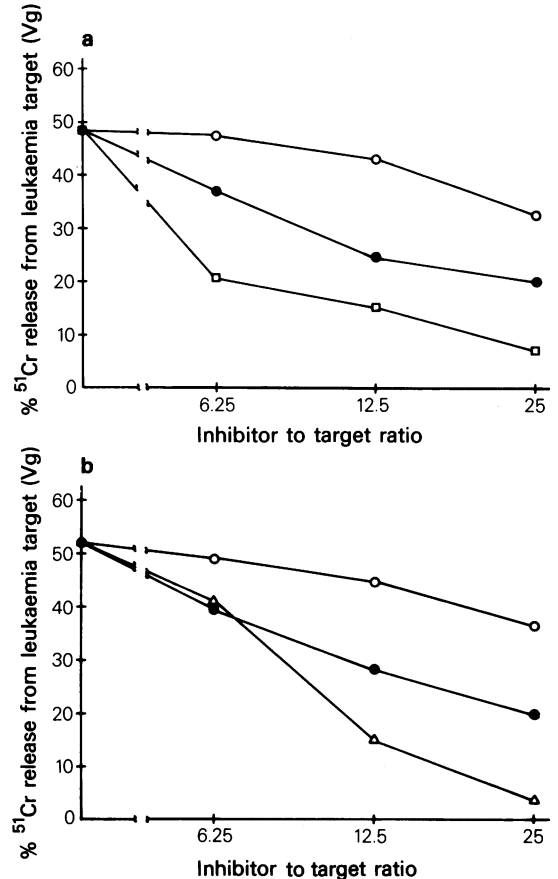 a
% ⁵¹Cr release from leukaemia target (Vg)
60
50
40
30
20
10
0
6.25 12.5 25
Inhibitor to target ratio
b
% ⁵¹Cr release from leukaemia target (Vg)
60
50
40
30
20
10
0
6.25 12.5 25
Inhibitor to target ratio